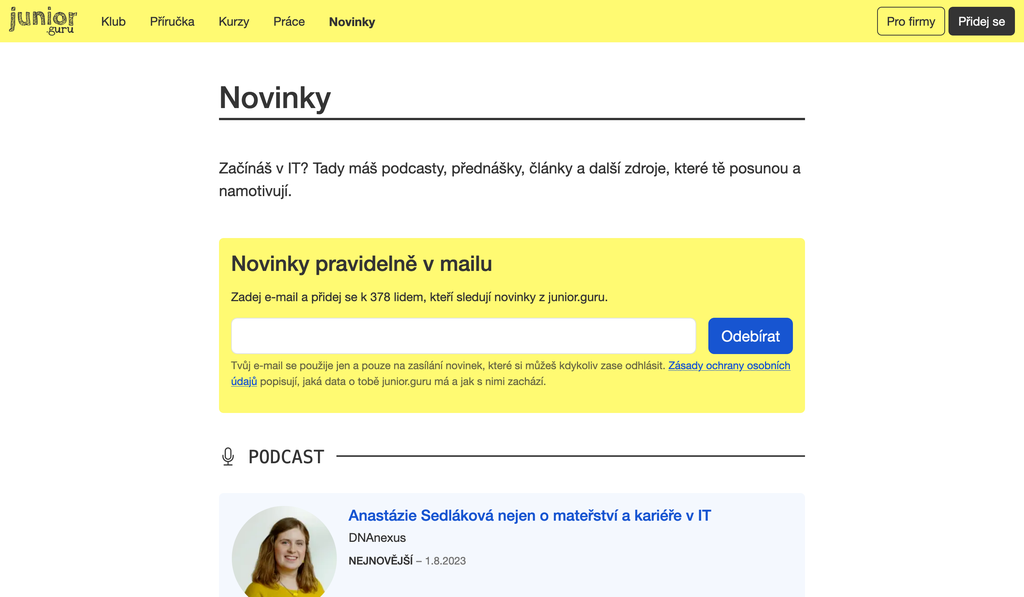 junior
.guru
Klub
Příručka
Kurzy
Práce
Novinky
Pro firmy
Přidej se
Novinky
Začínáš v IT? Tady máš podcasty, přednášky, články a další zdroje, které tě posunou a
namotivují.
Novinky pravidelně v mailu
Zadej e-mail a přidej se k 378 lidem, kteří sledují novinky z junior.guru.
Odebírat
Tvůj e-mail se použije jen a pouze na zasílání novinek, které si můžeš kdykoliv zase odhlásit. Zásady ochrany osobních
údajů popisují, jaká data o tobě junior.guru má a jak s nimi zachází.
PODCAST
Anastázie Sedláková nejen o mateřství a kariéře v IT
DNAnexus
NEJNOVĚJŠÍ – 1.8.2023